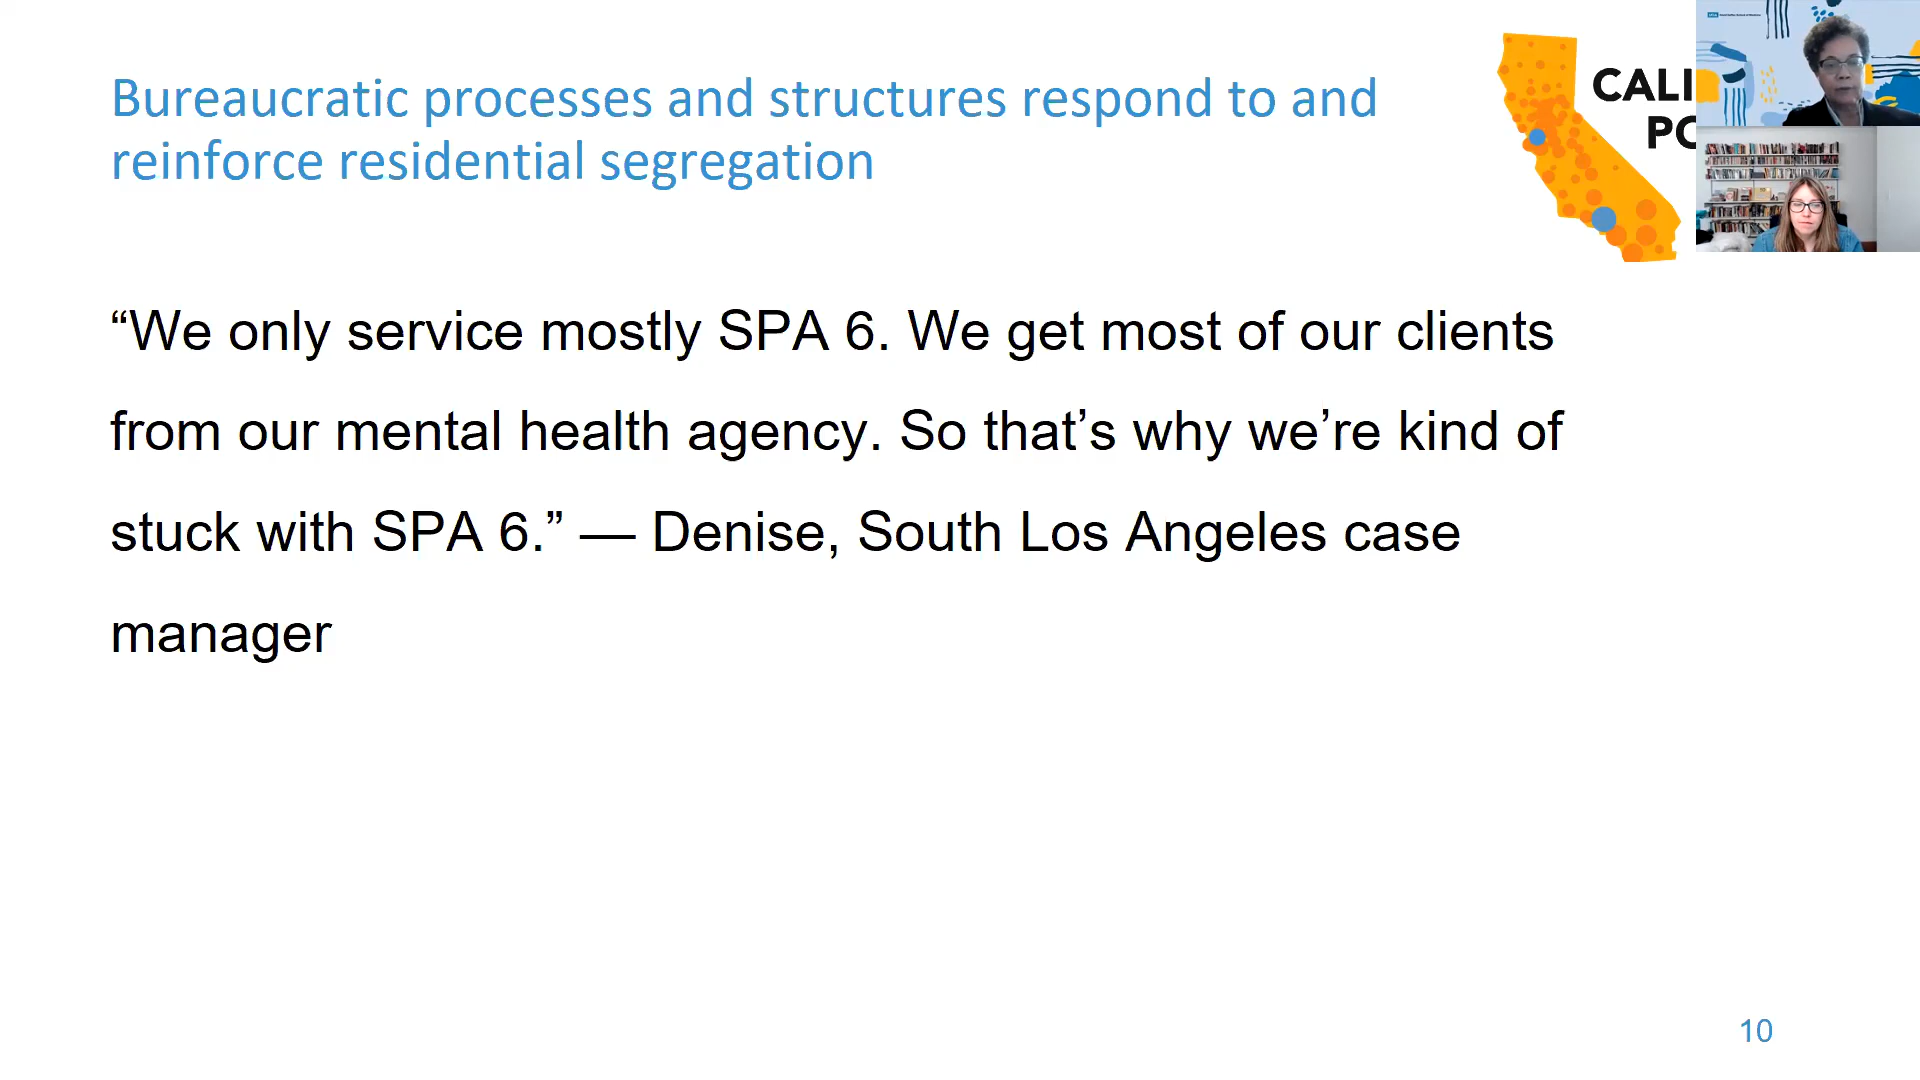 Bureaucratic processes and structures respond to and
reinforce residential segregation
CALI
PO
“We only service mostly SPA 6. We get most of our clients
from our mental health agency. So that’s why we’re kind of
stuck with SPA 6.” — Denise, South Los Angeles case
manager
10